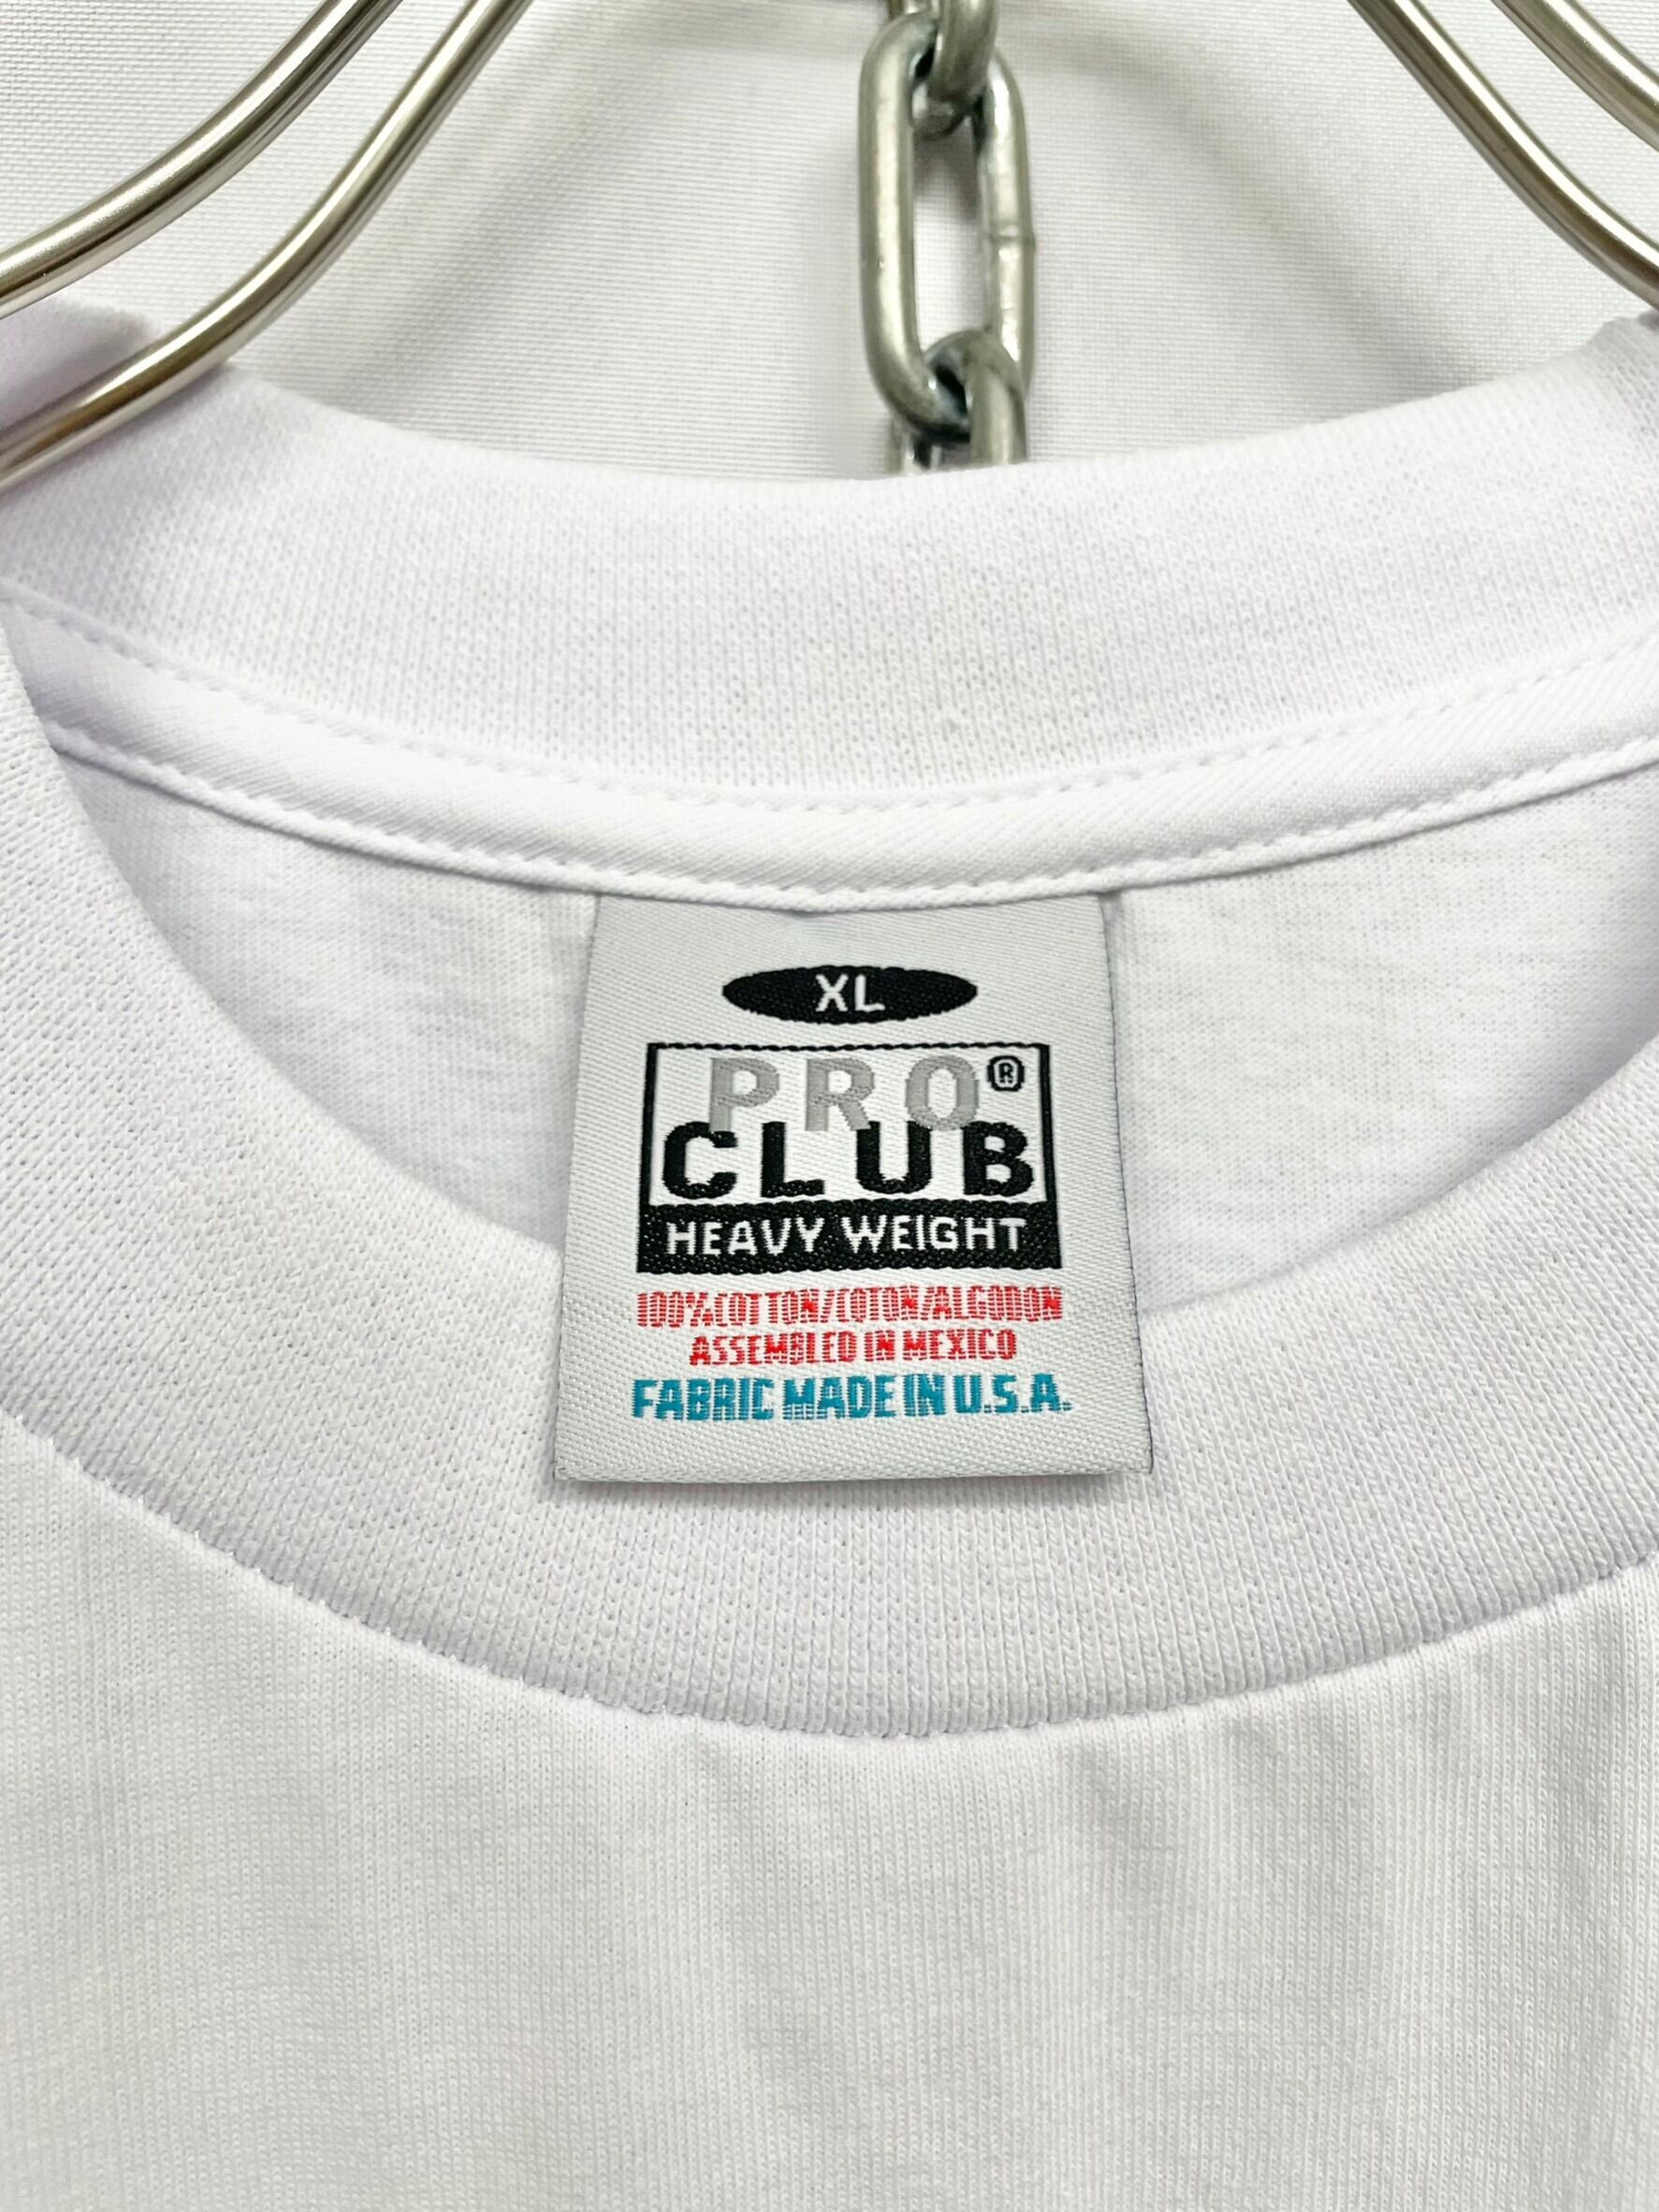 XL
PRO®
CLUB
HEAVY WEIGHT
100%COTTON/COTON/ALGODON
ASSEMBLED IN MEXICO
FABRIC MADE IN U.S.A.